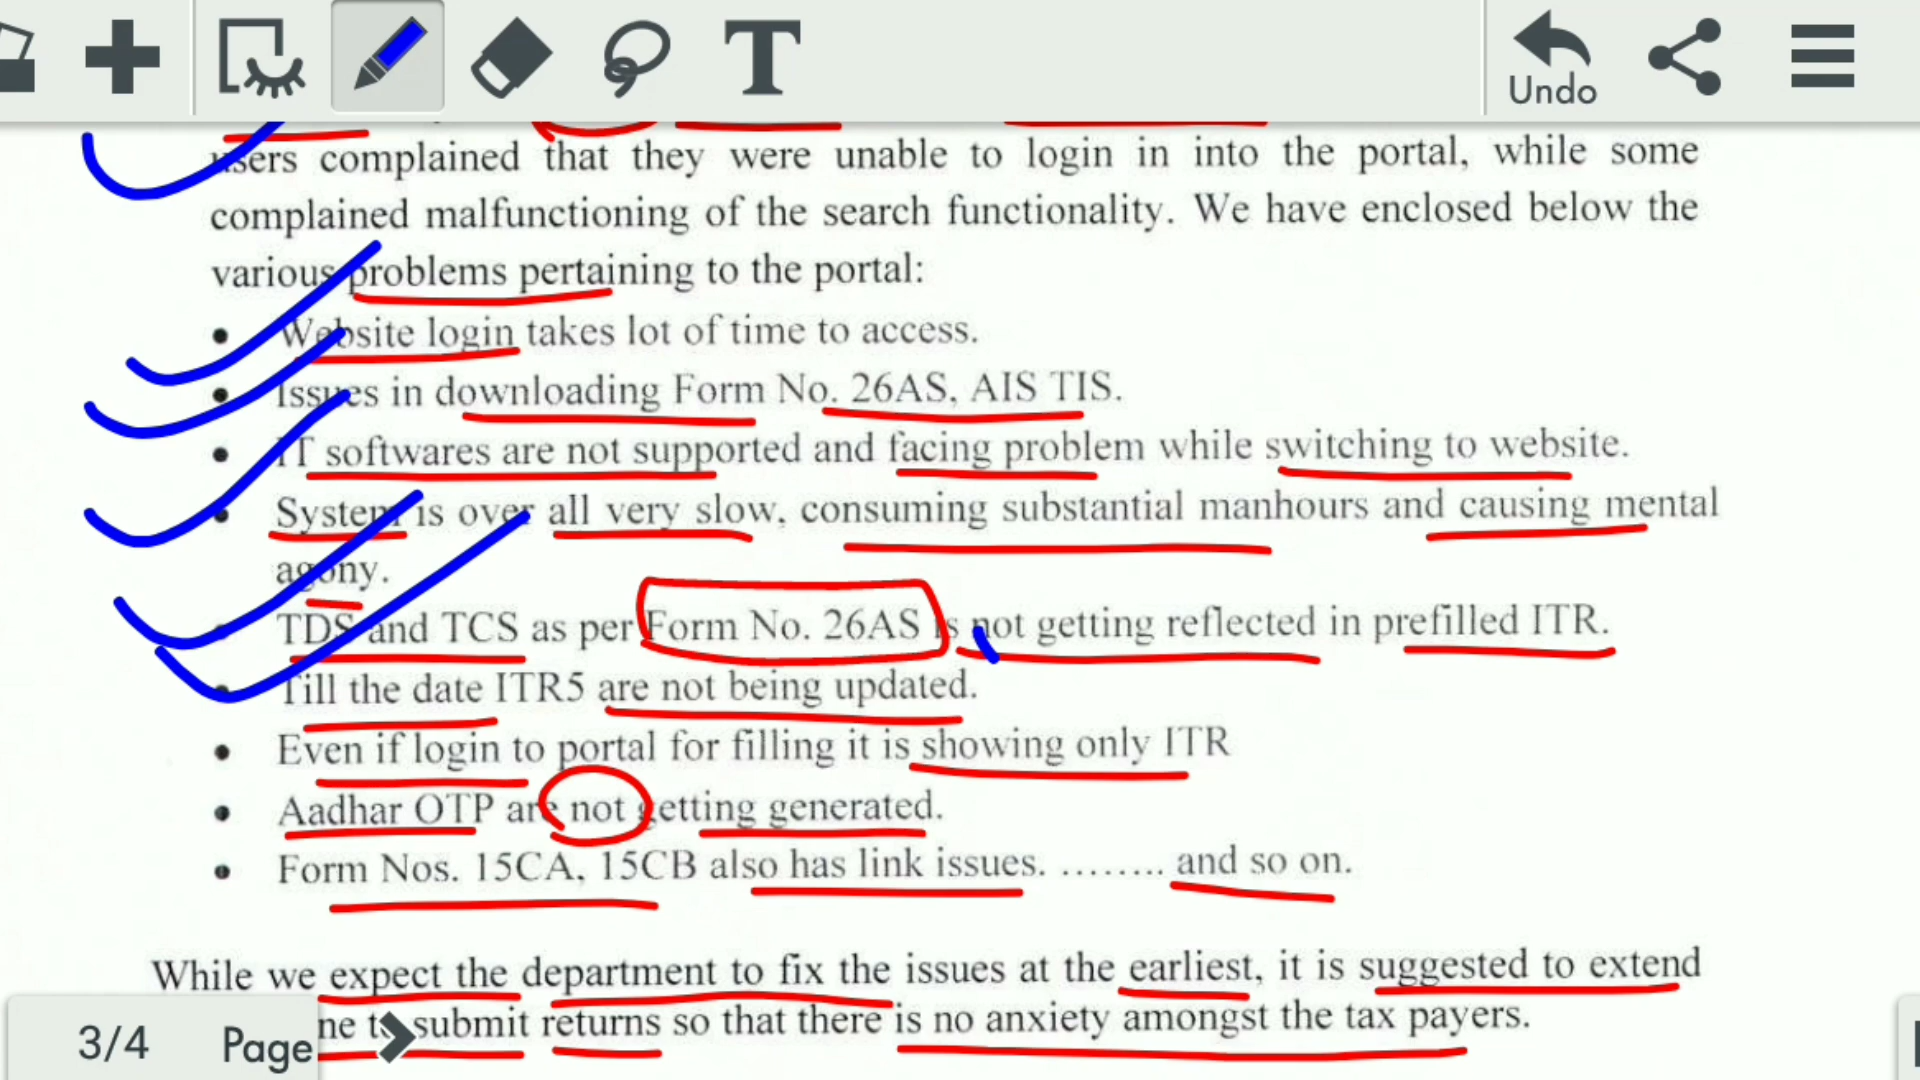 T
Undo
users complained that they were unable to login in into the portal, while some
complained malfunctioning of the search functionality. We have enclosed below the
various problems pertaining to the portal:
• Website login takes lot of time to access.
• Issues in downloading Form No. 26AS, AIS TIS.
• IT softwares are not supported and facing problem while switching to website.
• System is over all very slow, consuming substantial manhours and causing mental
agony.
• TDS and TCS as per Form No. 26AS is not getting reflected in prefilled ITR.
• Till the date ITR5 are not being updated.
• Even if login to portal for filling it is showing only ITR
• Aadhar OTP are not getting generated.
• Form Nos. 15CA, 15CB also has link issues. ........ and so on.
While we expect the department to fix the issues at the earliest, it is suggested to extend
ne to submit returns so that there is no anxiety amongst the tax payers.
3/4 Page